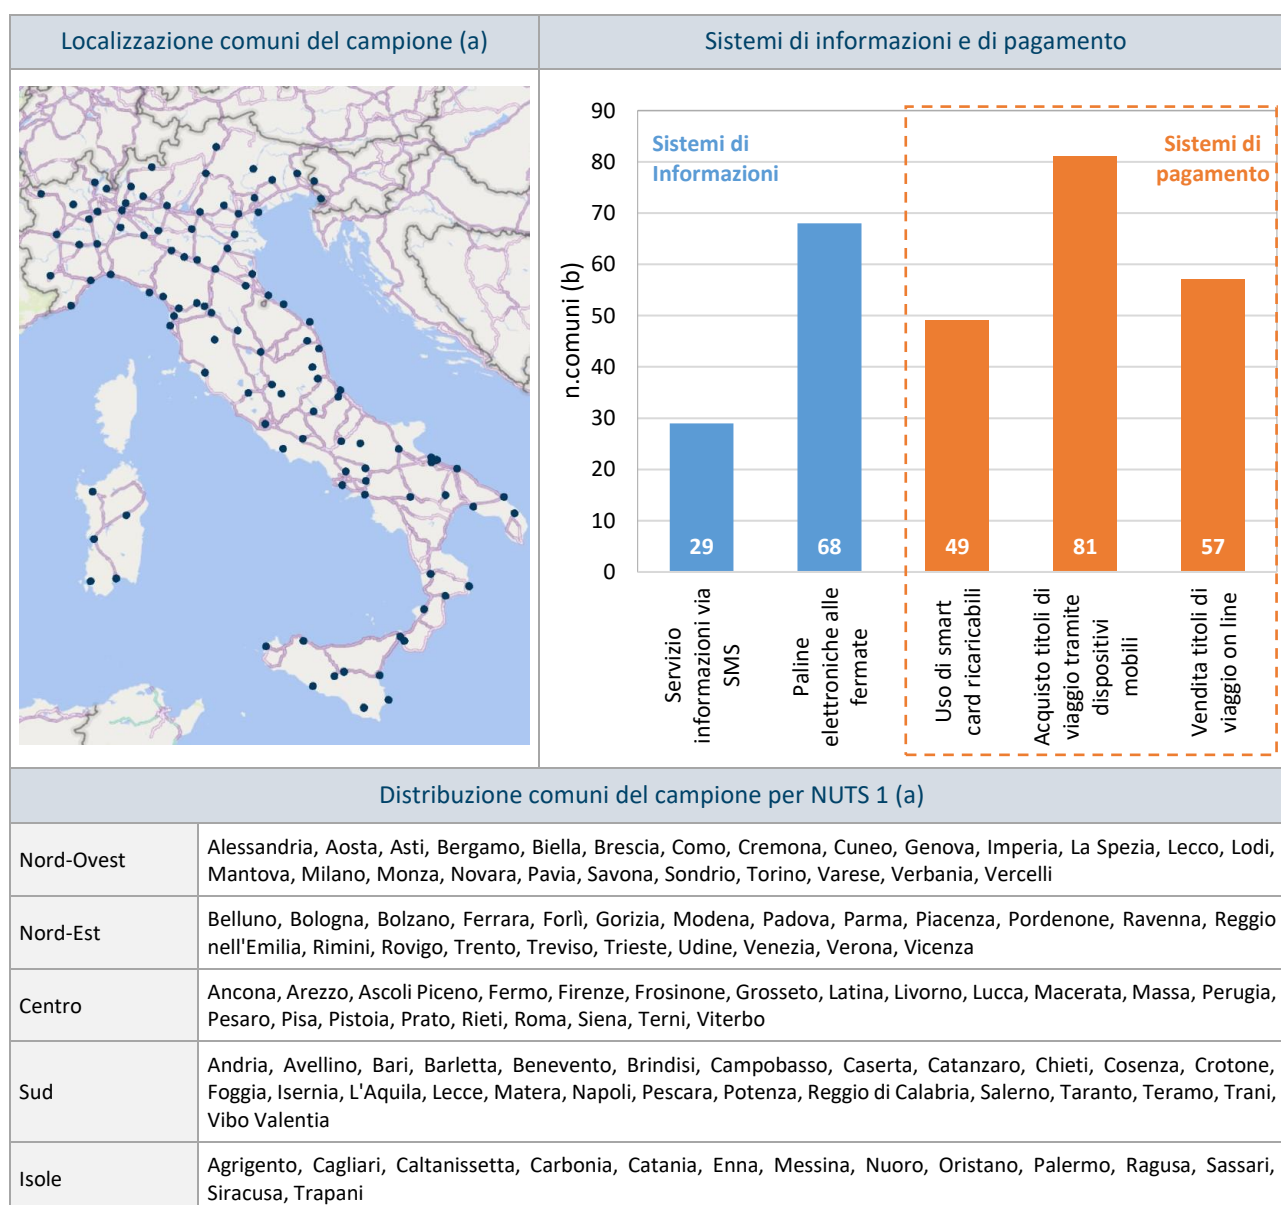 Localizzazione comuni del campione (a)
Sistemi di informazioni e di pagamento
n.comuni (b)
90
80
70
60
50
40
30
20
10
0
Sistemi di
Informazioni
Sistemi di
pagamento
29
68
49
81
57
Servizio
informazioni via
SMS
Paline
elettroniche alle
fermate
Uso di smart
card ricaricabili
Acquisto titoli di
viaggio tramite
dispositivi
mobili
Vendita titoli di
viaggio on line
Distribuzione comuni del campione per NUTS 1 (a)
Nord-Ovest
Alessandria, Aosta, Asti, Bergamo, Biella, Brescia, Como, Cremona, Cuneo, Genova, Imperia, La Spezia, Lecco, Lodi,
Mantova, Milano, Monza, Novara, Pavia, Savona, Sondrio, Torino, Varese, Verbania, Vercelli
Nord-Est
Belluno, Bologna, Bolzano, Ferrara, Forlì, Gorizia, Modena, Padova, Parma, Piacenza, Pordenone, Ravenna, Reggio
nell'Emilia, Rimini, Rovigo, Trento, Treviso, Trieste, Udine, Venezia, Verona, Vicenza
Centro
Ancona, Arezzo, Ascoli Piceno, Fermo, Firenze, Frosinone, Grosseto, Latina, Livorno, Lucca, Macerata, Massa, Perugia,
Pesaro, Pisa, Pistoia, Prato, Rieti, Roma, Siena, Terni, Viterbo
Sud
Andria, Avellino, Bari, Barletta, Benevento, Brindisi, Campobasso, Caserta, Catanzaro, Chieti, Cosenza, Crotone,
Foggia, Isernia, L'Aquila, Lecce, Matera, Napoli, Pescara, Potenza, Reggio di Calabria, Salerno, Taranto, Teramo, Trani,
Vibo Valentia
Isole
Agrigento, Cagliari, Caltanissetta, Carbonia, Catania, Enna, Messina, Nuoro, Oristano, Palermo, Ragusa, Sassari,
Siracusa, Trapani